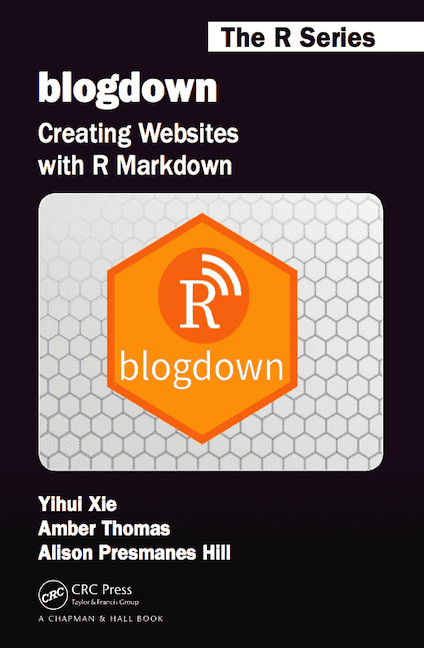 The R Series
blogdown
Creating Websites
with R Markdown
R
blogdown
Yihui Xie
Amber Thomas
Alison Presmanes Hill
CRC
CRC Press
Taylor & Francis Group
A CHAPMAN & HALL BOOK